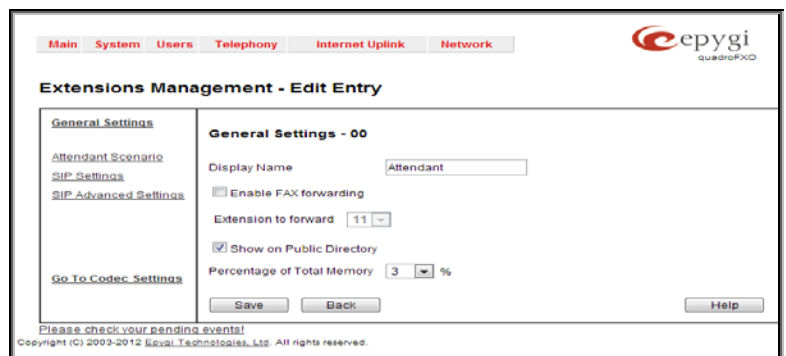 Main System Users Telephony Internet Uplink Network
epygi
quadroFXO
Extensions Management - Edit Entry
General Settings
Attendant Scenario
SIP Settings
SIP Advanced Settings
Go To Codec Settings
General Settings - 00
Display Name Attendant
Enable FAX forwarding
Extension to forward 11
Show on Public Directory
Percentage of Total Memory 3 %
Save Back Help
Please check your pending events!
Copyright (C) 2003-2012 Epygi Technologies, Ltd. All rights reserved.